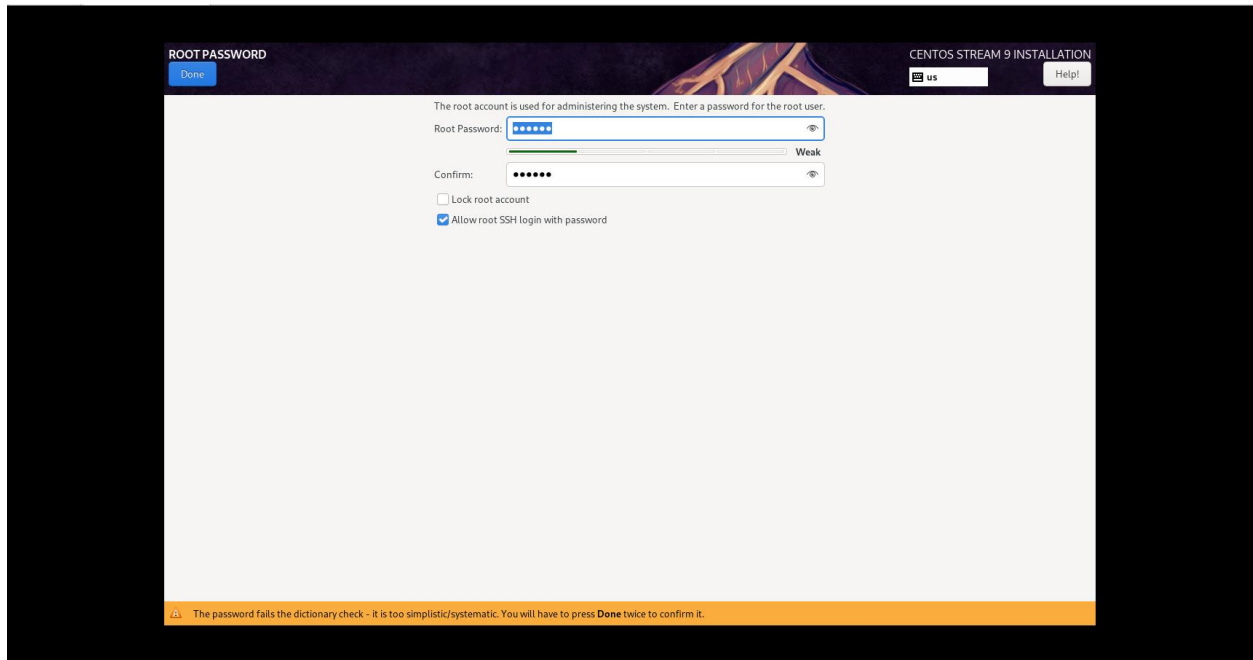 ROOT PASSWORD
CENTOS STREAM 9 INSTALLATION
Done
us
Help!
The root account is used for administering the system. Enter a password for the root user.
Root Password: ••••••
Weak
Confirm: ••••••
Lock root account
Allow root SSH login with password
The password fails the dictionary check - it is too simplistic/systematic. You will have to press Done twice to confirm it.